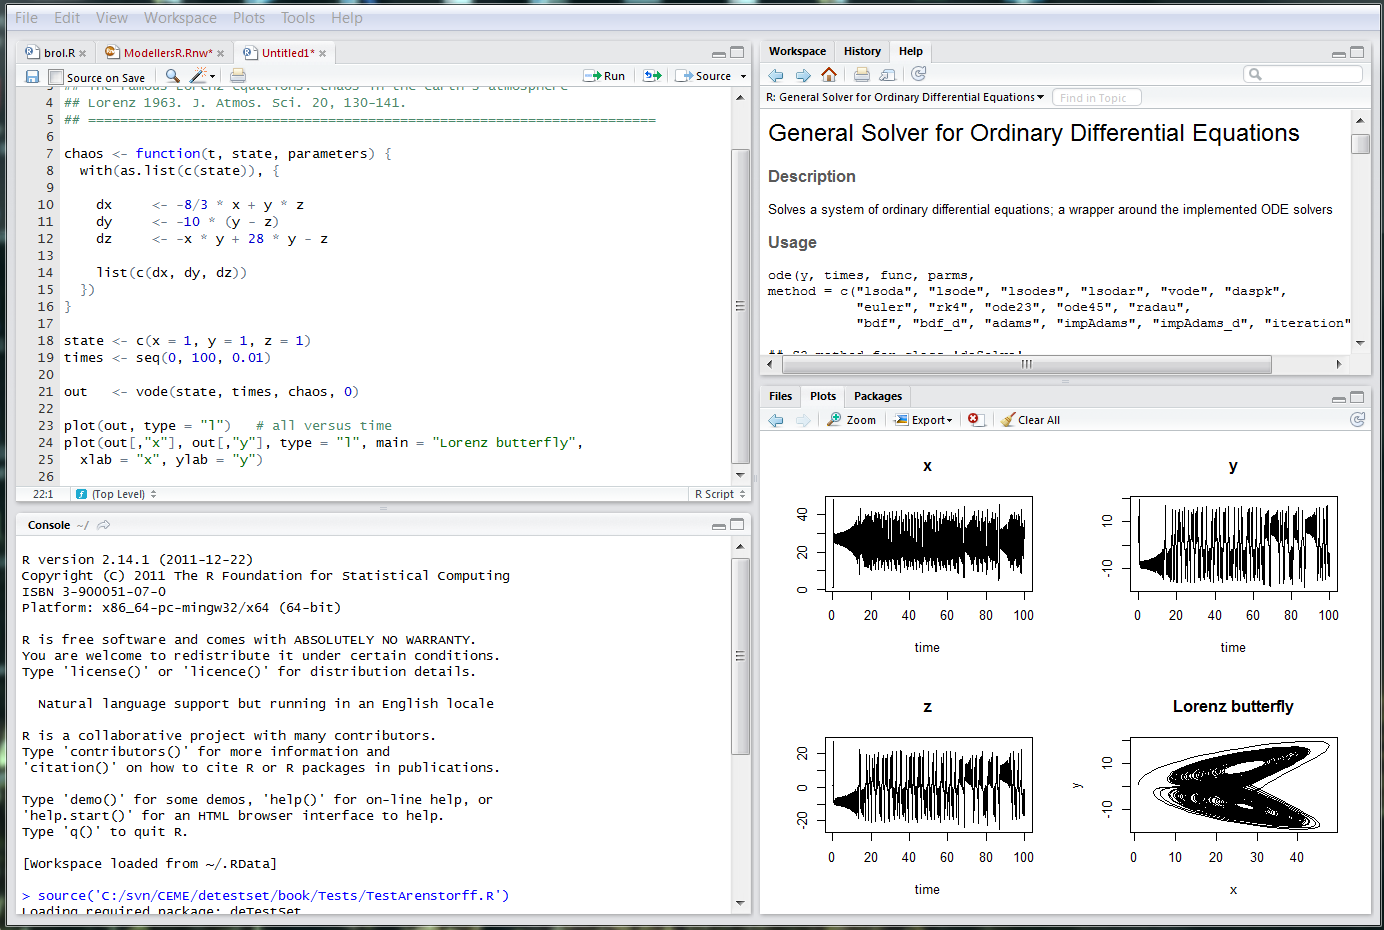 File Edit View Workspace Plots Tools Help
brol.R ModellersR.Rnw* Untitled1*
Source on Save Run Source
3 ## The famous Lorenz equations: chaos in the earth's atmosphere
4 ## Lorenz 1963. J. Atmos. Sci. 20, 130-141.
5 ## =======================================================================
6
7 chaos <- function(t, state, parameters) {
8   with(as.list(c(state)), {
9
10     dx     <- -8/3 * x + y * z
11     dy     <- -10 * (y - z)
12     dz     <- -x * y + 28 * y - z
13
14     list(c(dx, dy, dz))
15   })
16 }
17
18 state <- c(x = 1, y = 1, z = 1)
19 times <- seq(0, 100, 0.01)
20
21 out   <- vode(state, times, chaos, 0)
22
23 plot(out, type = "l")   # all versus time
24 plot(out[,"x"], out[,"y"], type = "l", main = "Lorenz butterfly",
25   xlab = "x", ylab = "y")
26
22:1 (Top Level) R Script
Console ~/
R version 2.14.1 (2011-12-22)
Copyright (C) 2011 The R Foundation for Statistical Computing
ISBN 3-900051-07-0
Platform: x86_64-pc-mingw32/x64 (64-bit)
R is free software and comes with ABSOLUTELY NO WARRANTY.
You are welcome to redistribute it under certain conditions.
Type 'license()' or 'licence()' for distribution details.
  Natural language support but running in an English locale
R is a collaborative project with many contributors.
Type 'contributors()' for more information and
'citation()' on how to cite R or R packages in publications.
Type 'demo()' for some demos, 'help()' for on-line help, or
'help.start()' for an HTML browser interface to help.
Type 'q()' to quit R.
[Workspace loaded from ~/.RData]
> source('C:/svn/CEME/detestset/book/Tests/TestArenstorff.R')
Loading required package: deTestSet
Workspace History Help
R: General Solver for Ordinary Differential Equations Find in Topic
General Solver for Ordinary Differential Equations
Description
Solves a system of ordinary differential equations; a wrapper around the implemented ODE solvers
Usage
ode(y, times, func, parms,
method = c("lsoda", "lsode", "lsodes", "lsodar", "vode", "daspk",
           "euler", "rk4", "ode23", "ode45", "radau",
           "bdf", "bdf_d", "adams", "impAdams", "impAdams_d", "iteration"
## S3 method for class 'deSolve'
Files Plots Packages
Zoom Export Clear All
x
40
20
0
0 20 40 60 80 100
time
y
10
-10
0 20 40 60 80 100
time
z
20
0
-20
0 20 40 60 80 100
time
Lorenz butterfly
y
10
-10
0 10 20 30 40
x